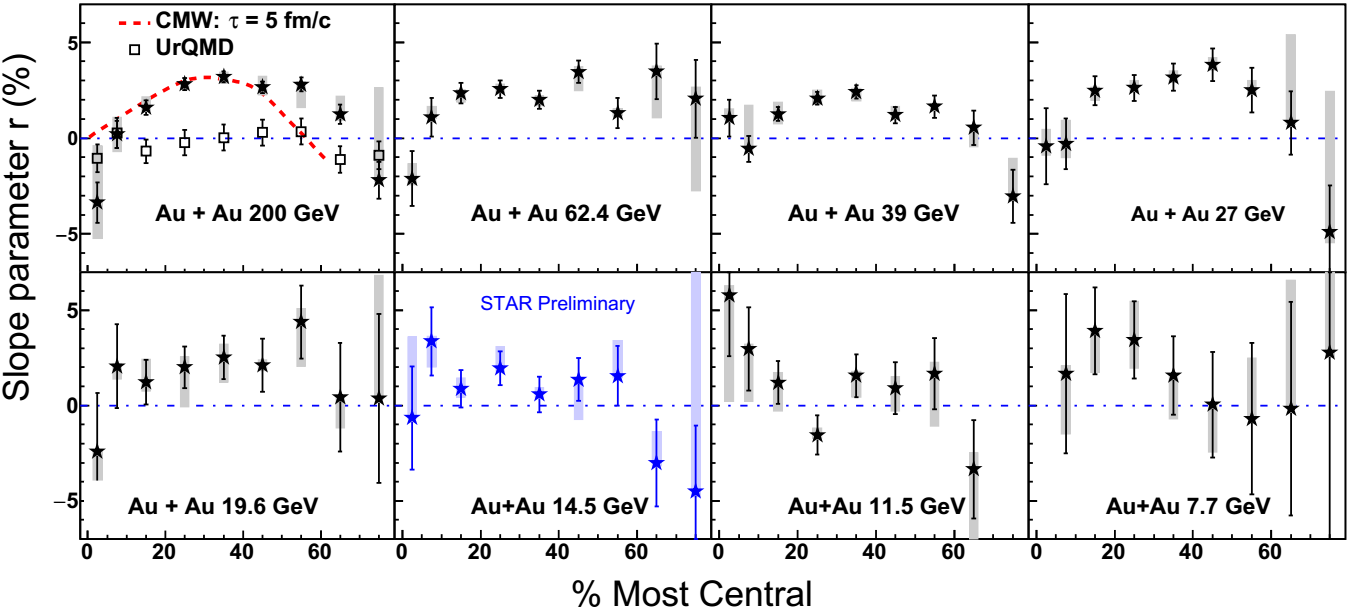 CMW: τ = 5 fm/c
UrQMD
Slope parameter r (%)
5
0
−5
Au + Au 200 GeV
Au + Au 62.4 GeV
Au + Au 39 GeV
Au + Au 27 GeV
5
0
−5
STAR Preliminary
Au + Au 19.6 GeV
Au+Au 14.5 GeV
Au+Au 11.5 GeV
Au+Au 7.7 GeV
0 20 40 60 0 20 40 60 0 20 40 60 0 20 40 60
% Most Central